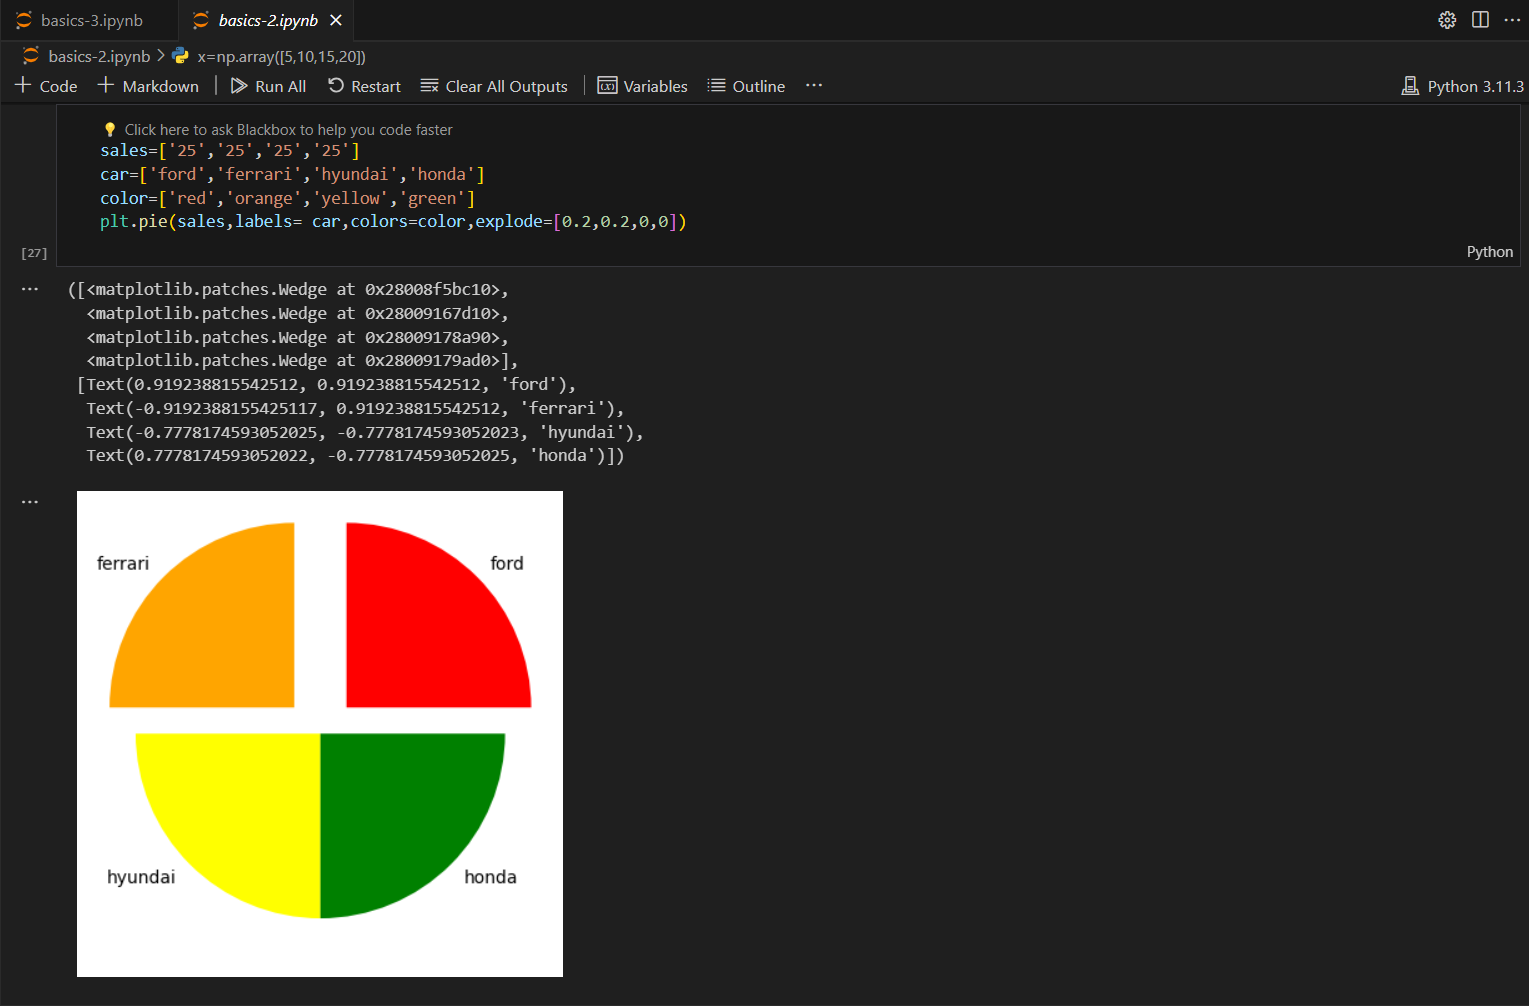 basics-3.ipynb
basics-2.ipynb
basics-2.ipynb > x=np.array([5,10,15,20])
+ Code + Markdown | Run All Restart Clear All Outputs | Variables Outline ... Python 3.11.3
Click here to ask Blackbox to help you code faster
sales=['25','25','25','25']
car=['ford','ferrari','hyundai','honda']
color=['red','orange','yellow','green']
plt.pie(sales,labels= car,colors=color,explode=[0.2,0.2,0,0])
[27] Python
... ([<matplotlib.patches.Wedge at 0x28008f5bc10>,
<matplotlib.patches.Wedge at 0x28009167d10>,
<matplotlib.patches.Wedge at 0x28009178a90>,
<matplotlib.patches.Wedge at 0x28009179ad0>],
[Text(0.919238815542512, 0.919238815542512, 'ford'),
Text(-0.9192388155425117, 0.919238815542512, 'ferrari'),
Text(-0.7778174593052025, -0.7778174593052023, 'hyundai'),
Text(0.7778174593052022, -0.7778174593052025, 'honda')])
...
ferrari ford
hyundai honda